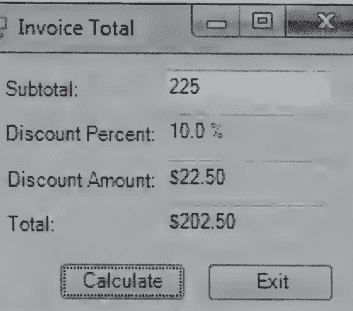 Invoice Total
Subtotal: 225
Discount Percent: 10.0 %
Discount Amount: $22.50
Total: $202.50
Calculate Exit